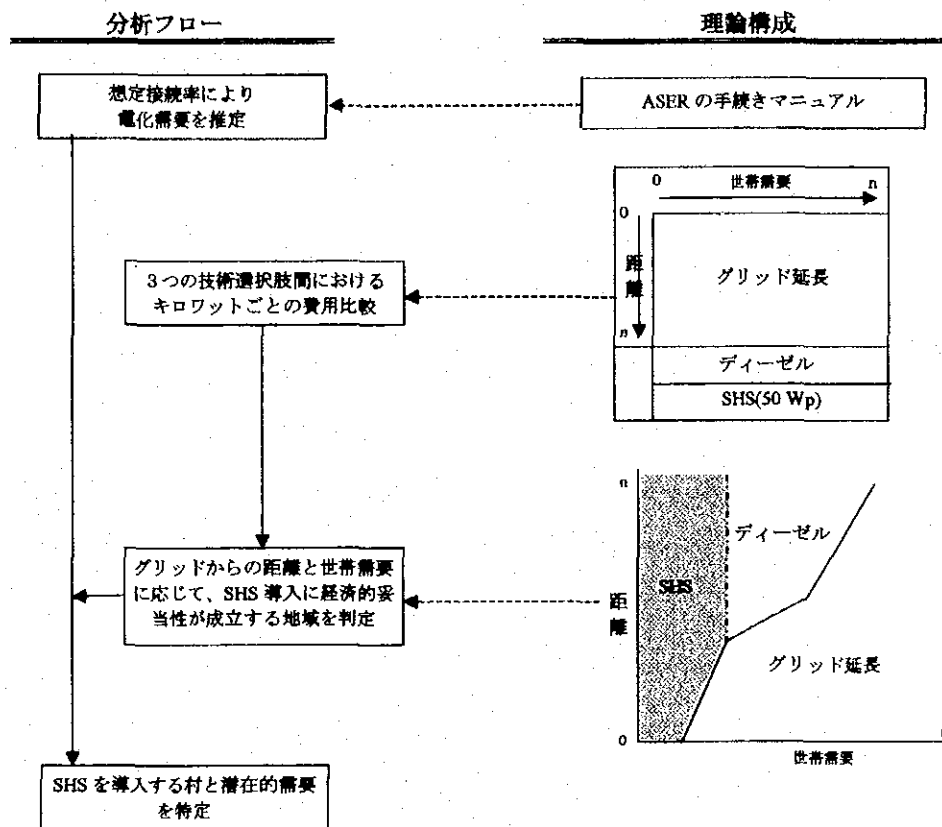 分析フロー
理論構成
想定接続率により
電化需要を推定
ASER の手続きマニュアル
0
世帯需要
n
0
距
離
n
グリッド延長
ディーゼル
SHS(50 Wp)
3つの技術選択肢間における
キロワットごとの費用比較
n
ディーゼル
SHS
距
離
グリッド延長
0
世帯需要
グリッドからの距離と世帯需要
に応じて、SHS 導入に経済的妥
当性が成立する地域を判定
SHS を導入する村と潜在的需要
を特定